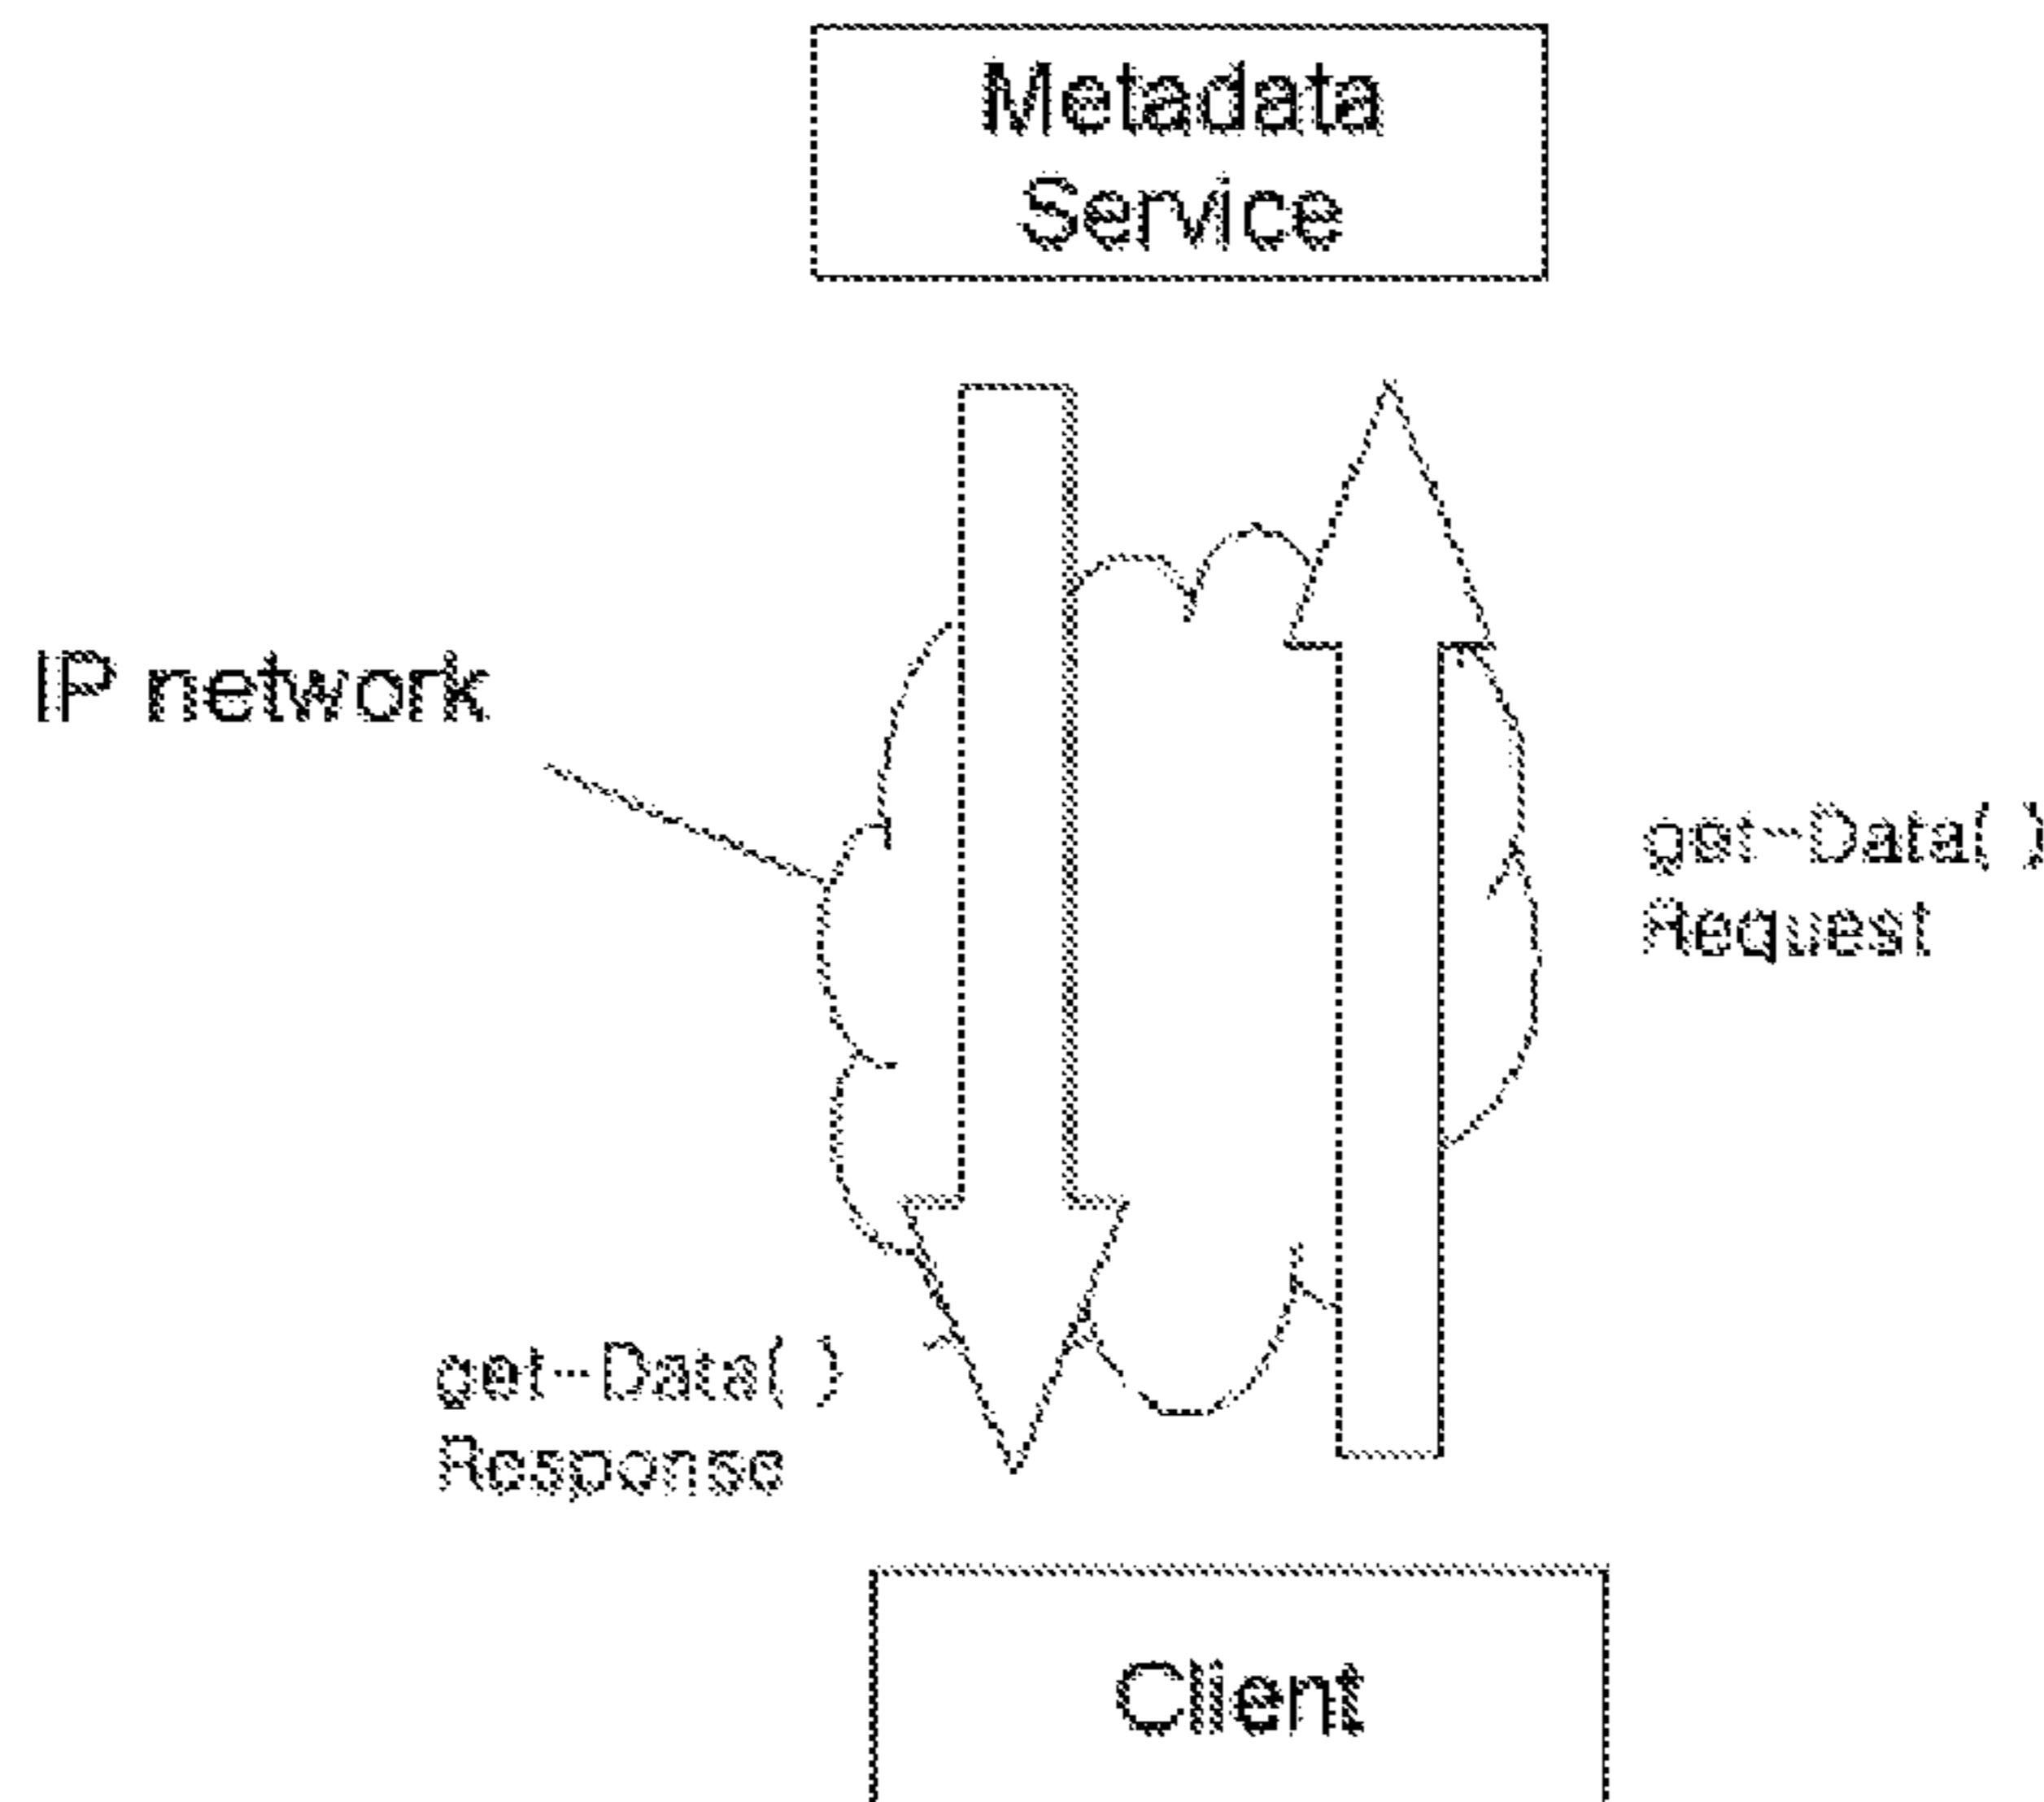 Metadata
Service
IP network
get-Data( )
Request
get-Data( )
Response
Client